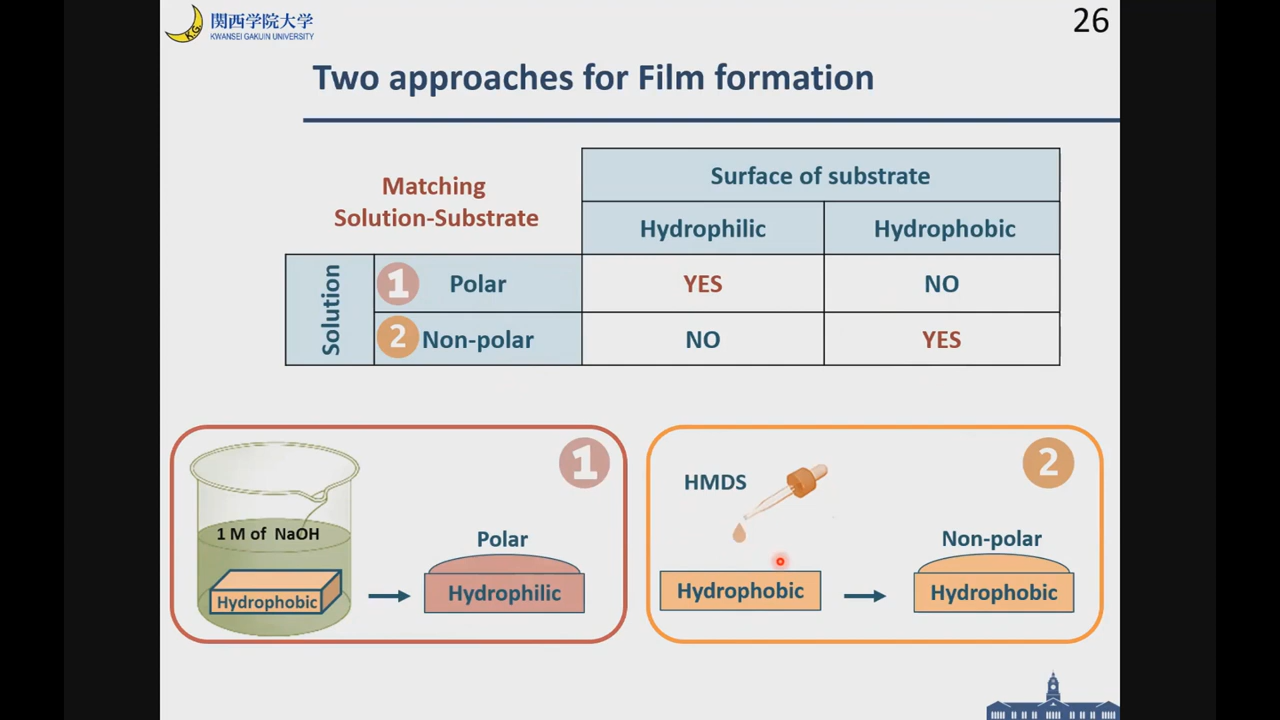 関西学院大学
KWANSEI GAKUIN UNIVERSITY
26
Two approaches for Film formation
Matching
Solution-Substrate
Surface of substrate
Hydrophilic
Hydrophobic
Solution
1 Polar
YES
NO
2 Non-polar
NO
YES
1
1 M of NaOH
Hydrophobic
Polar
Hydrophilic
2
HMDS
Hydrophobic
Non-polar
Hydrophobic